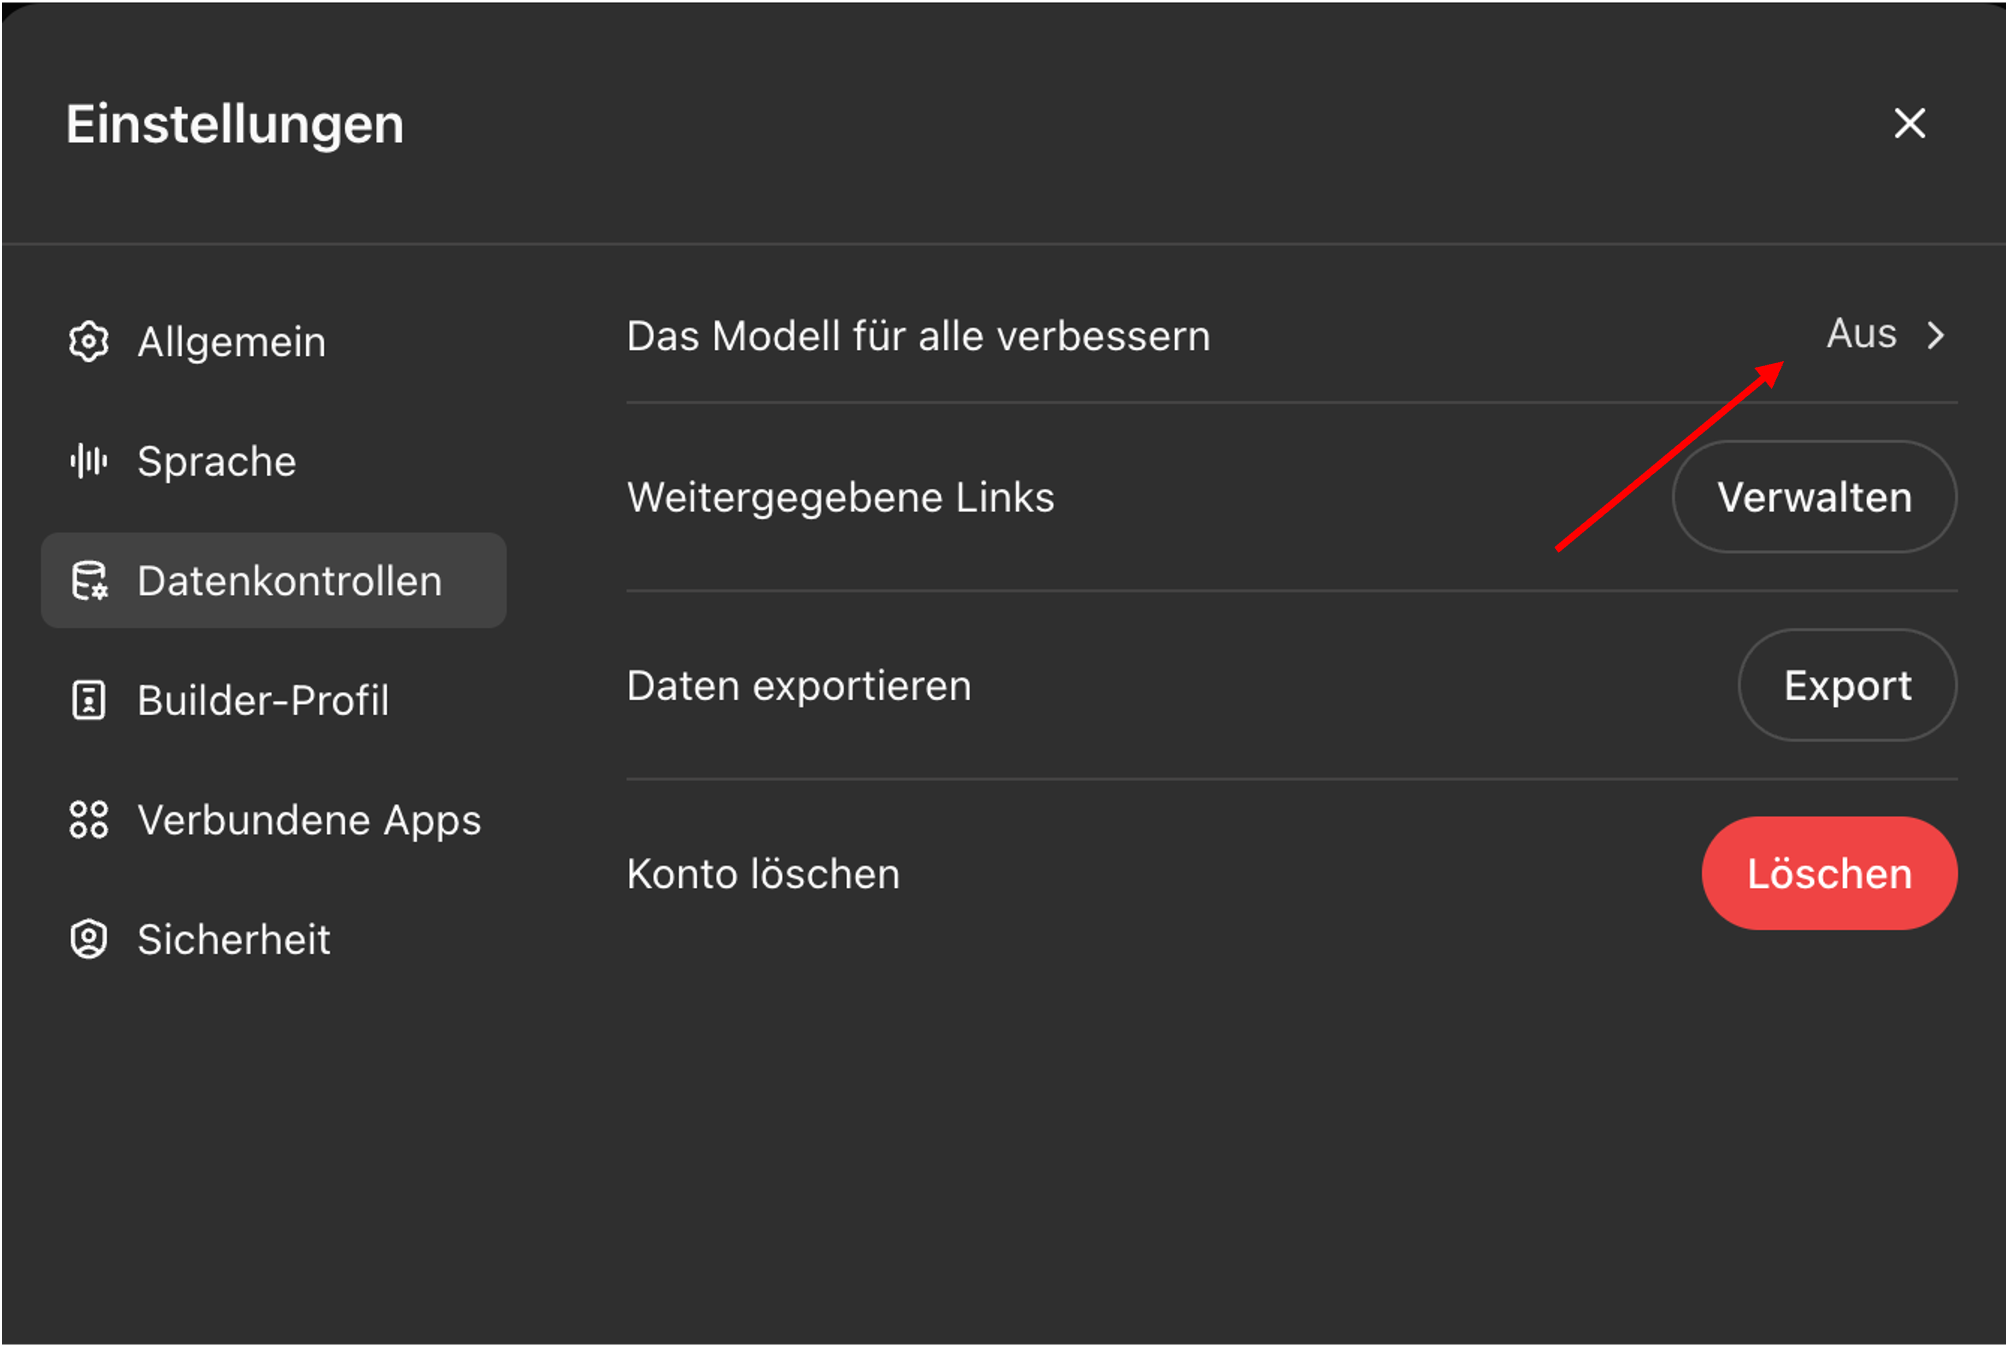 Einstellungen
Allgemein
Sprache
Datenkontrollen
Builder-Profil
Verbundene Apps
Sicherheit
Das Modell für alle verbessern
Aus
Weitergegebene Links
Verwalten
Daten exportieren
Export
Konto löschen
Löschen